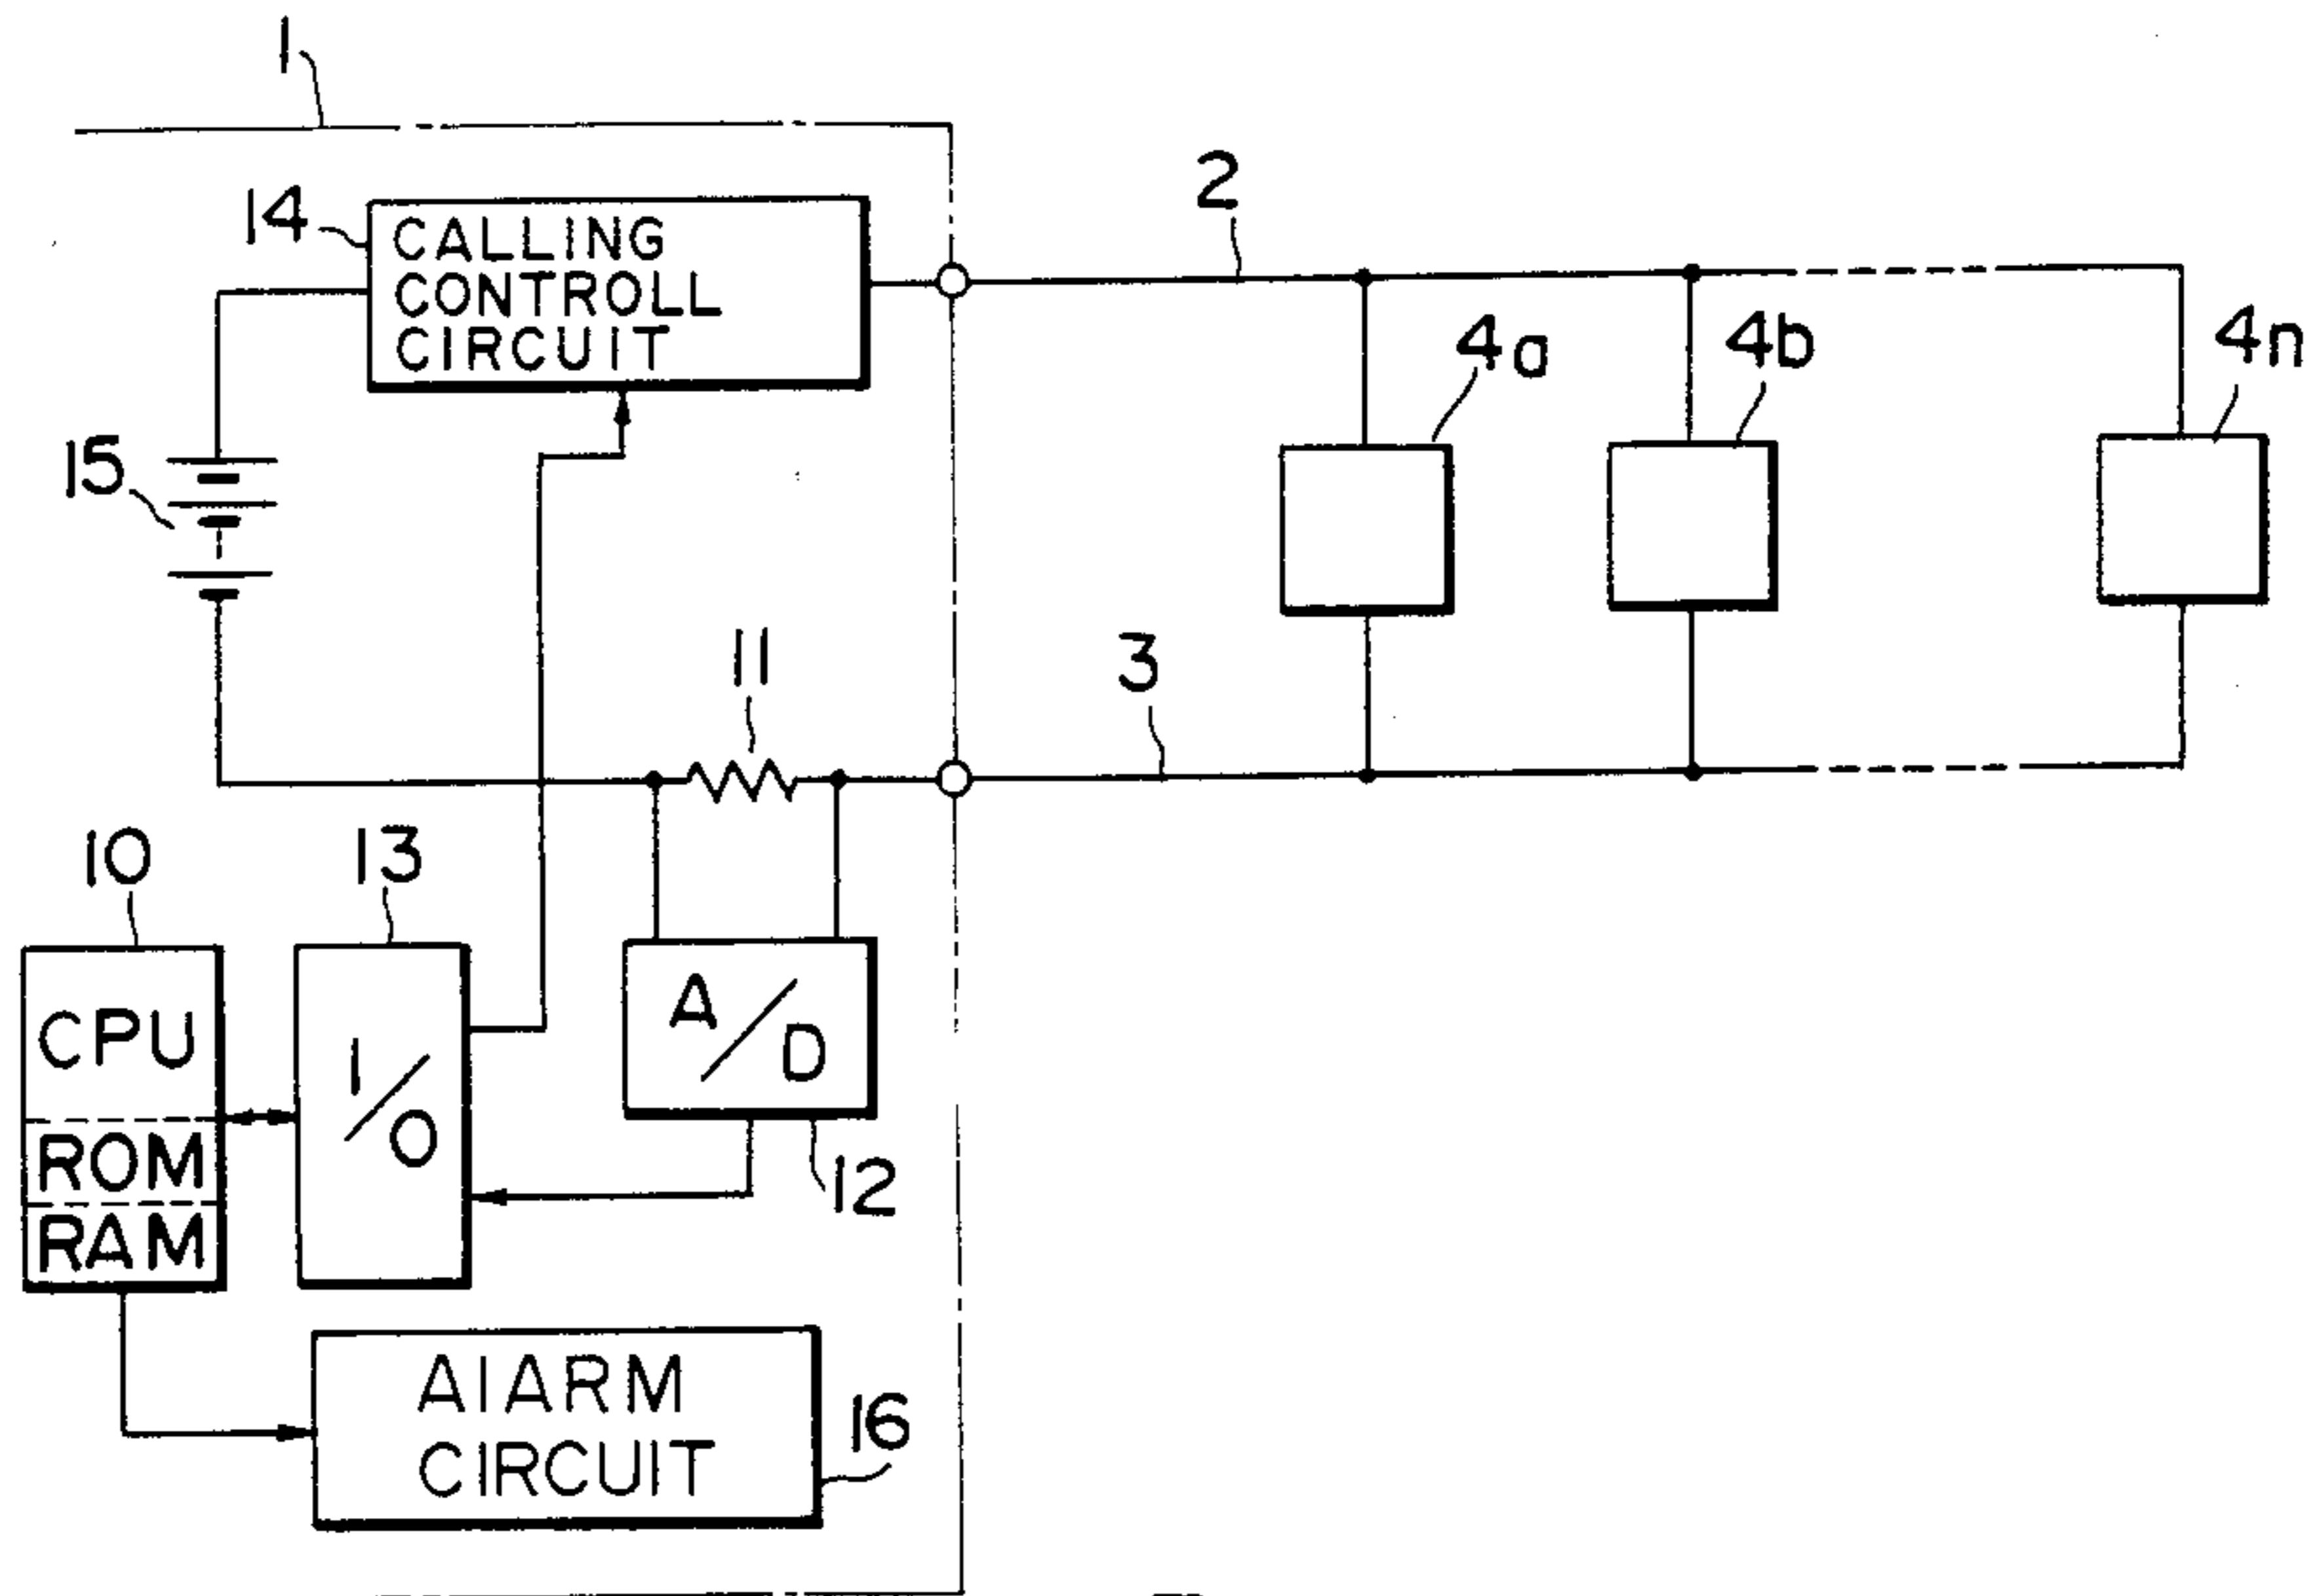 1
2
14
CALLING
CONTROLL
CIRCUIT
4a
4b
4n
15
11
3
10
13
CPU
ROM
RAM
I/O
A/D
12
AIARM
CIRCUIT
16